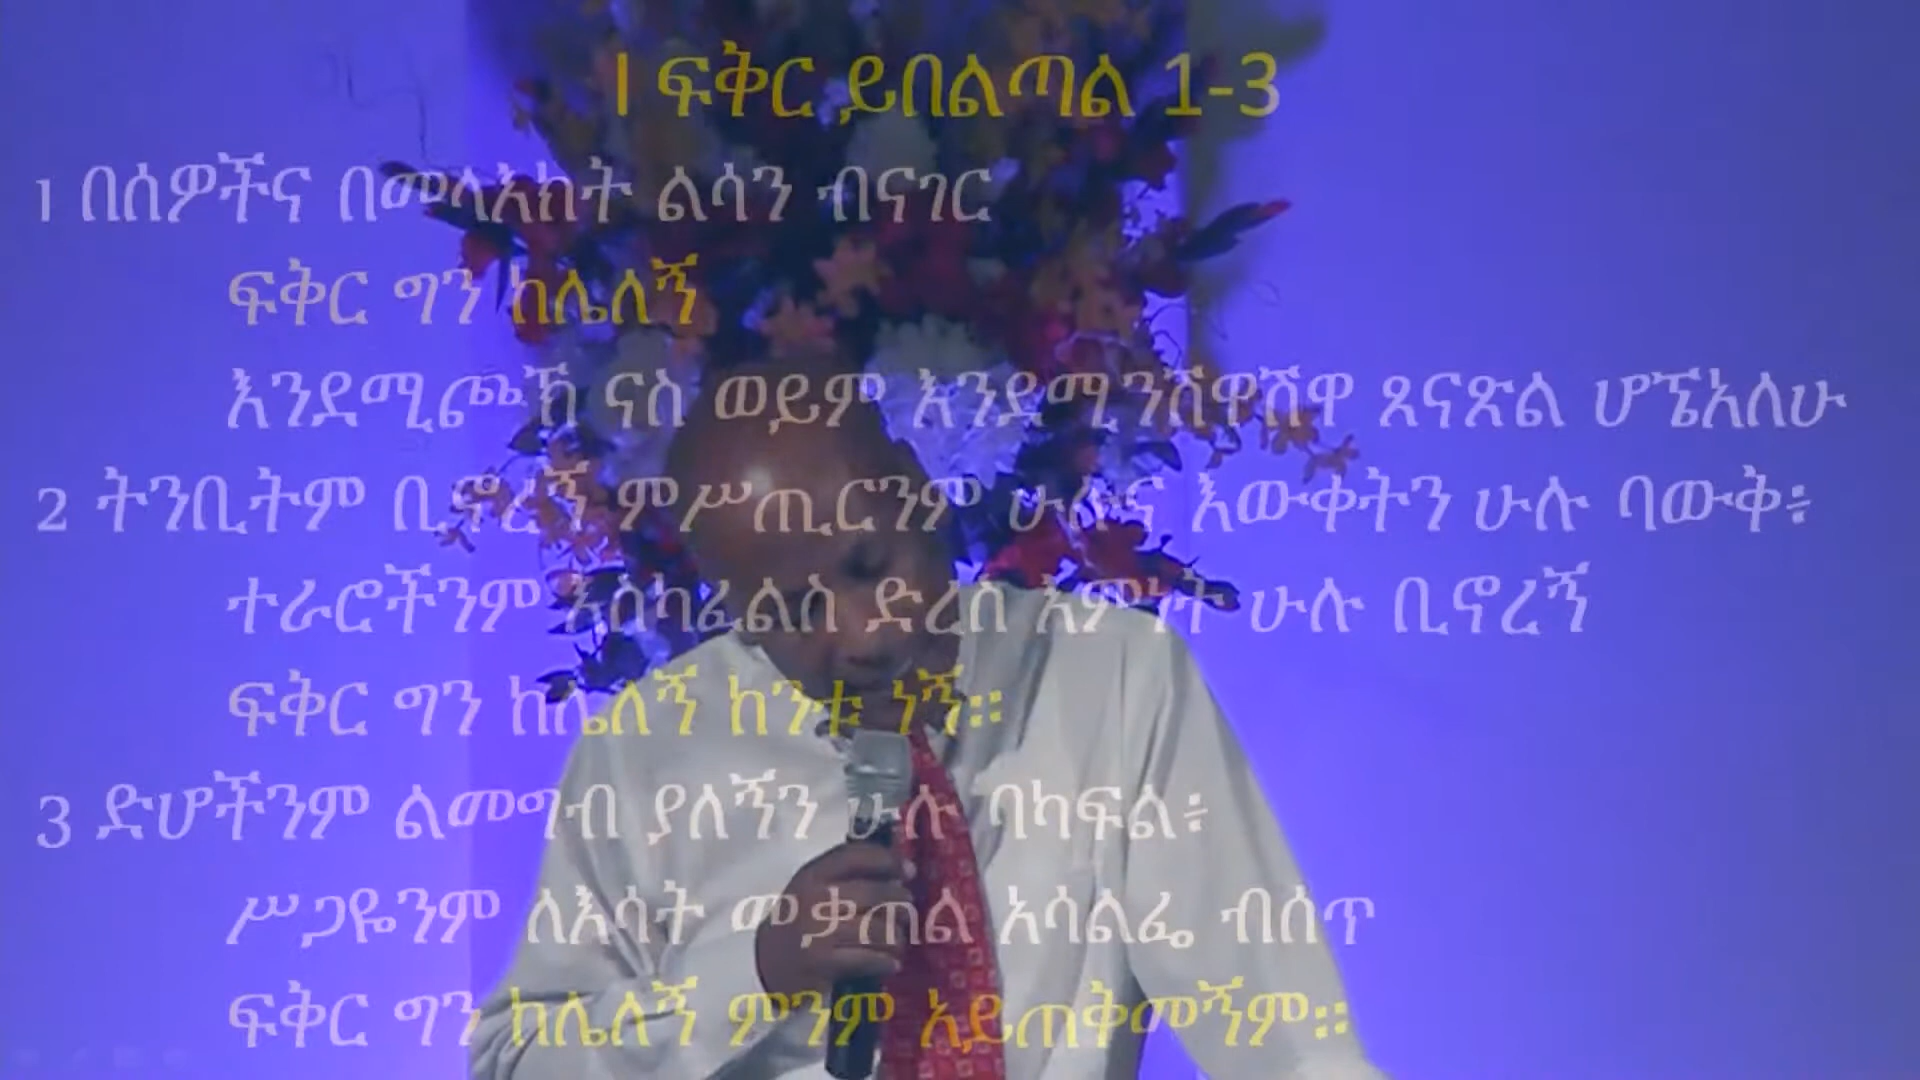 I ፍቅር ይበልጣል 1-3
1 በሰዎችና በመላእክት ልሳን ብናገር
ፍቅር ግን ከሌለኝ
እንደሚጮኽ ናስ ወይም እንደሚንሽዋሽዋ ጸናጽል ሆኜአለሁ
2 ትንቢትም ቢኖረኝ ምሥጢርንም ሁሉና እውቀትን ሁሉ ባውቅ፥
ተራሮችንም እስካፈልስ ድረስ እምነት ሁሉ ቢኖረኝ
ፍቅር ግን ከሌለኝ ከንቱ ነኝ።
3 ድሆችንም ልመግብ ያለኝን ሁሉ ባካፍል፥
ሥጋዬንም ለእሳት መቃጠል አሳልፌ ብሰጥ
ፍቅር ግን ከሌለኝ ምንም አይጠቅመኝም።